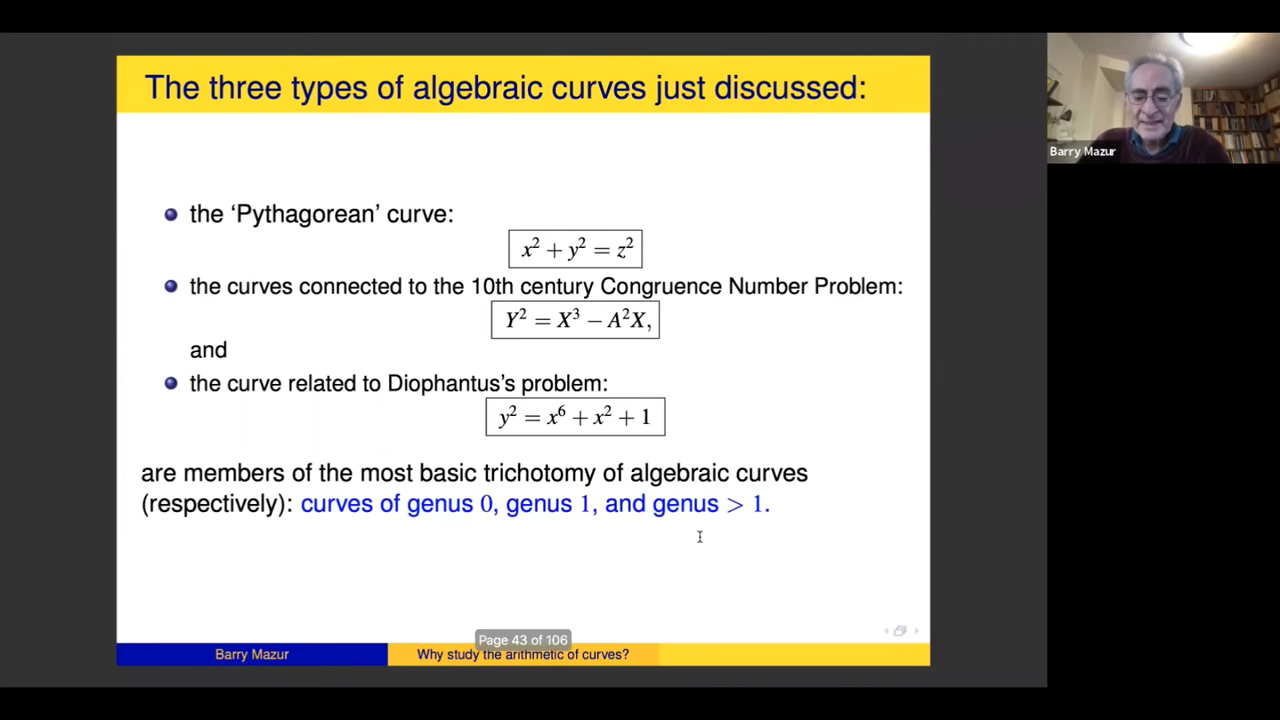 The three types of algebraic curves just discussed:
Barry Mazur
the ‘Pythagorean’ curve:
x² + y² = z²
the curves connected to the 10th century Congruence Number Problem:
Y² = X³ − A²X,
and
the curve related to Diophantus’s problem:
y² = x⁶ + x² + 1
are members of the most basic trichotomy of algebraic curves
(respectively): curves of genus 0, genus 1, and genus > 1.
Page 43 of 106
Barry Mazur
Why study the arithmetic of curves?